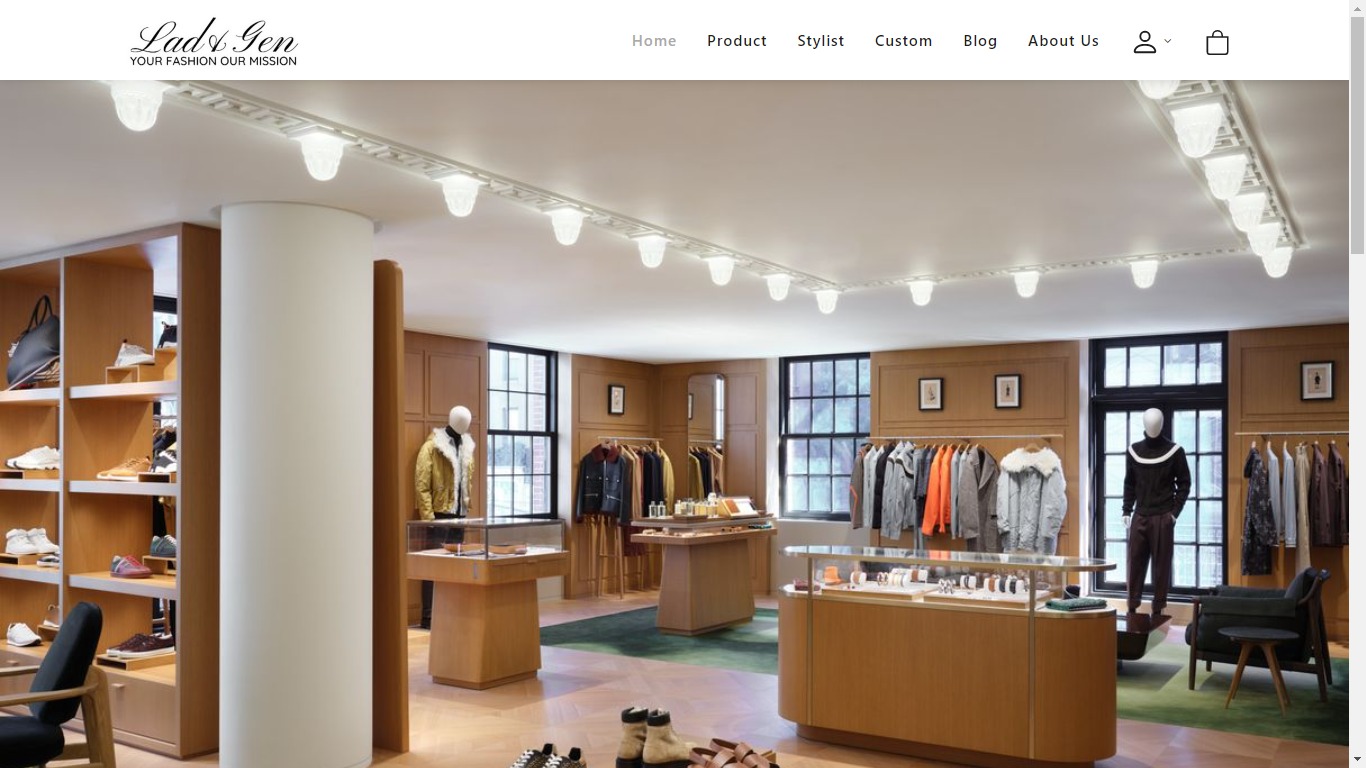 Lad & Gen
YOUR FASHION OUR MISSION
Home Product Stylist Custom Blog About Us